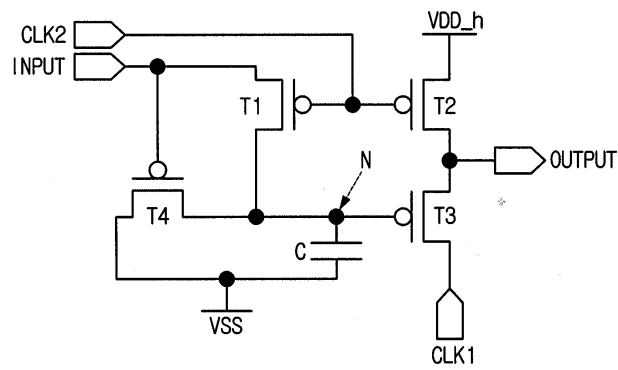 VDD_h
CLK2
INPUT
T1
T2
N
OUTPUT
T4
T3
C
VSS
CLK1